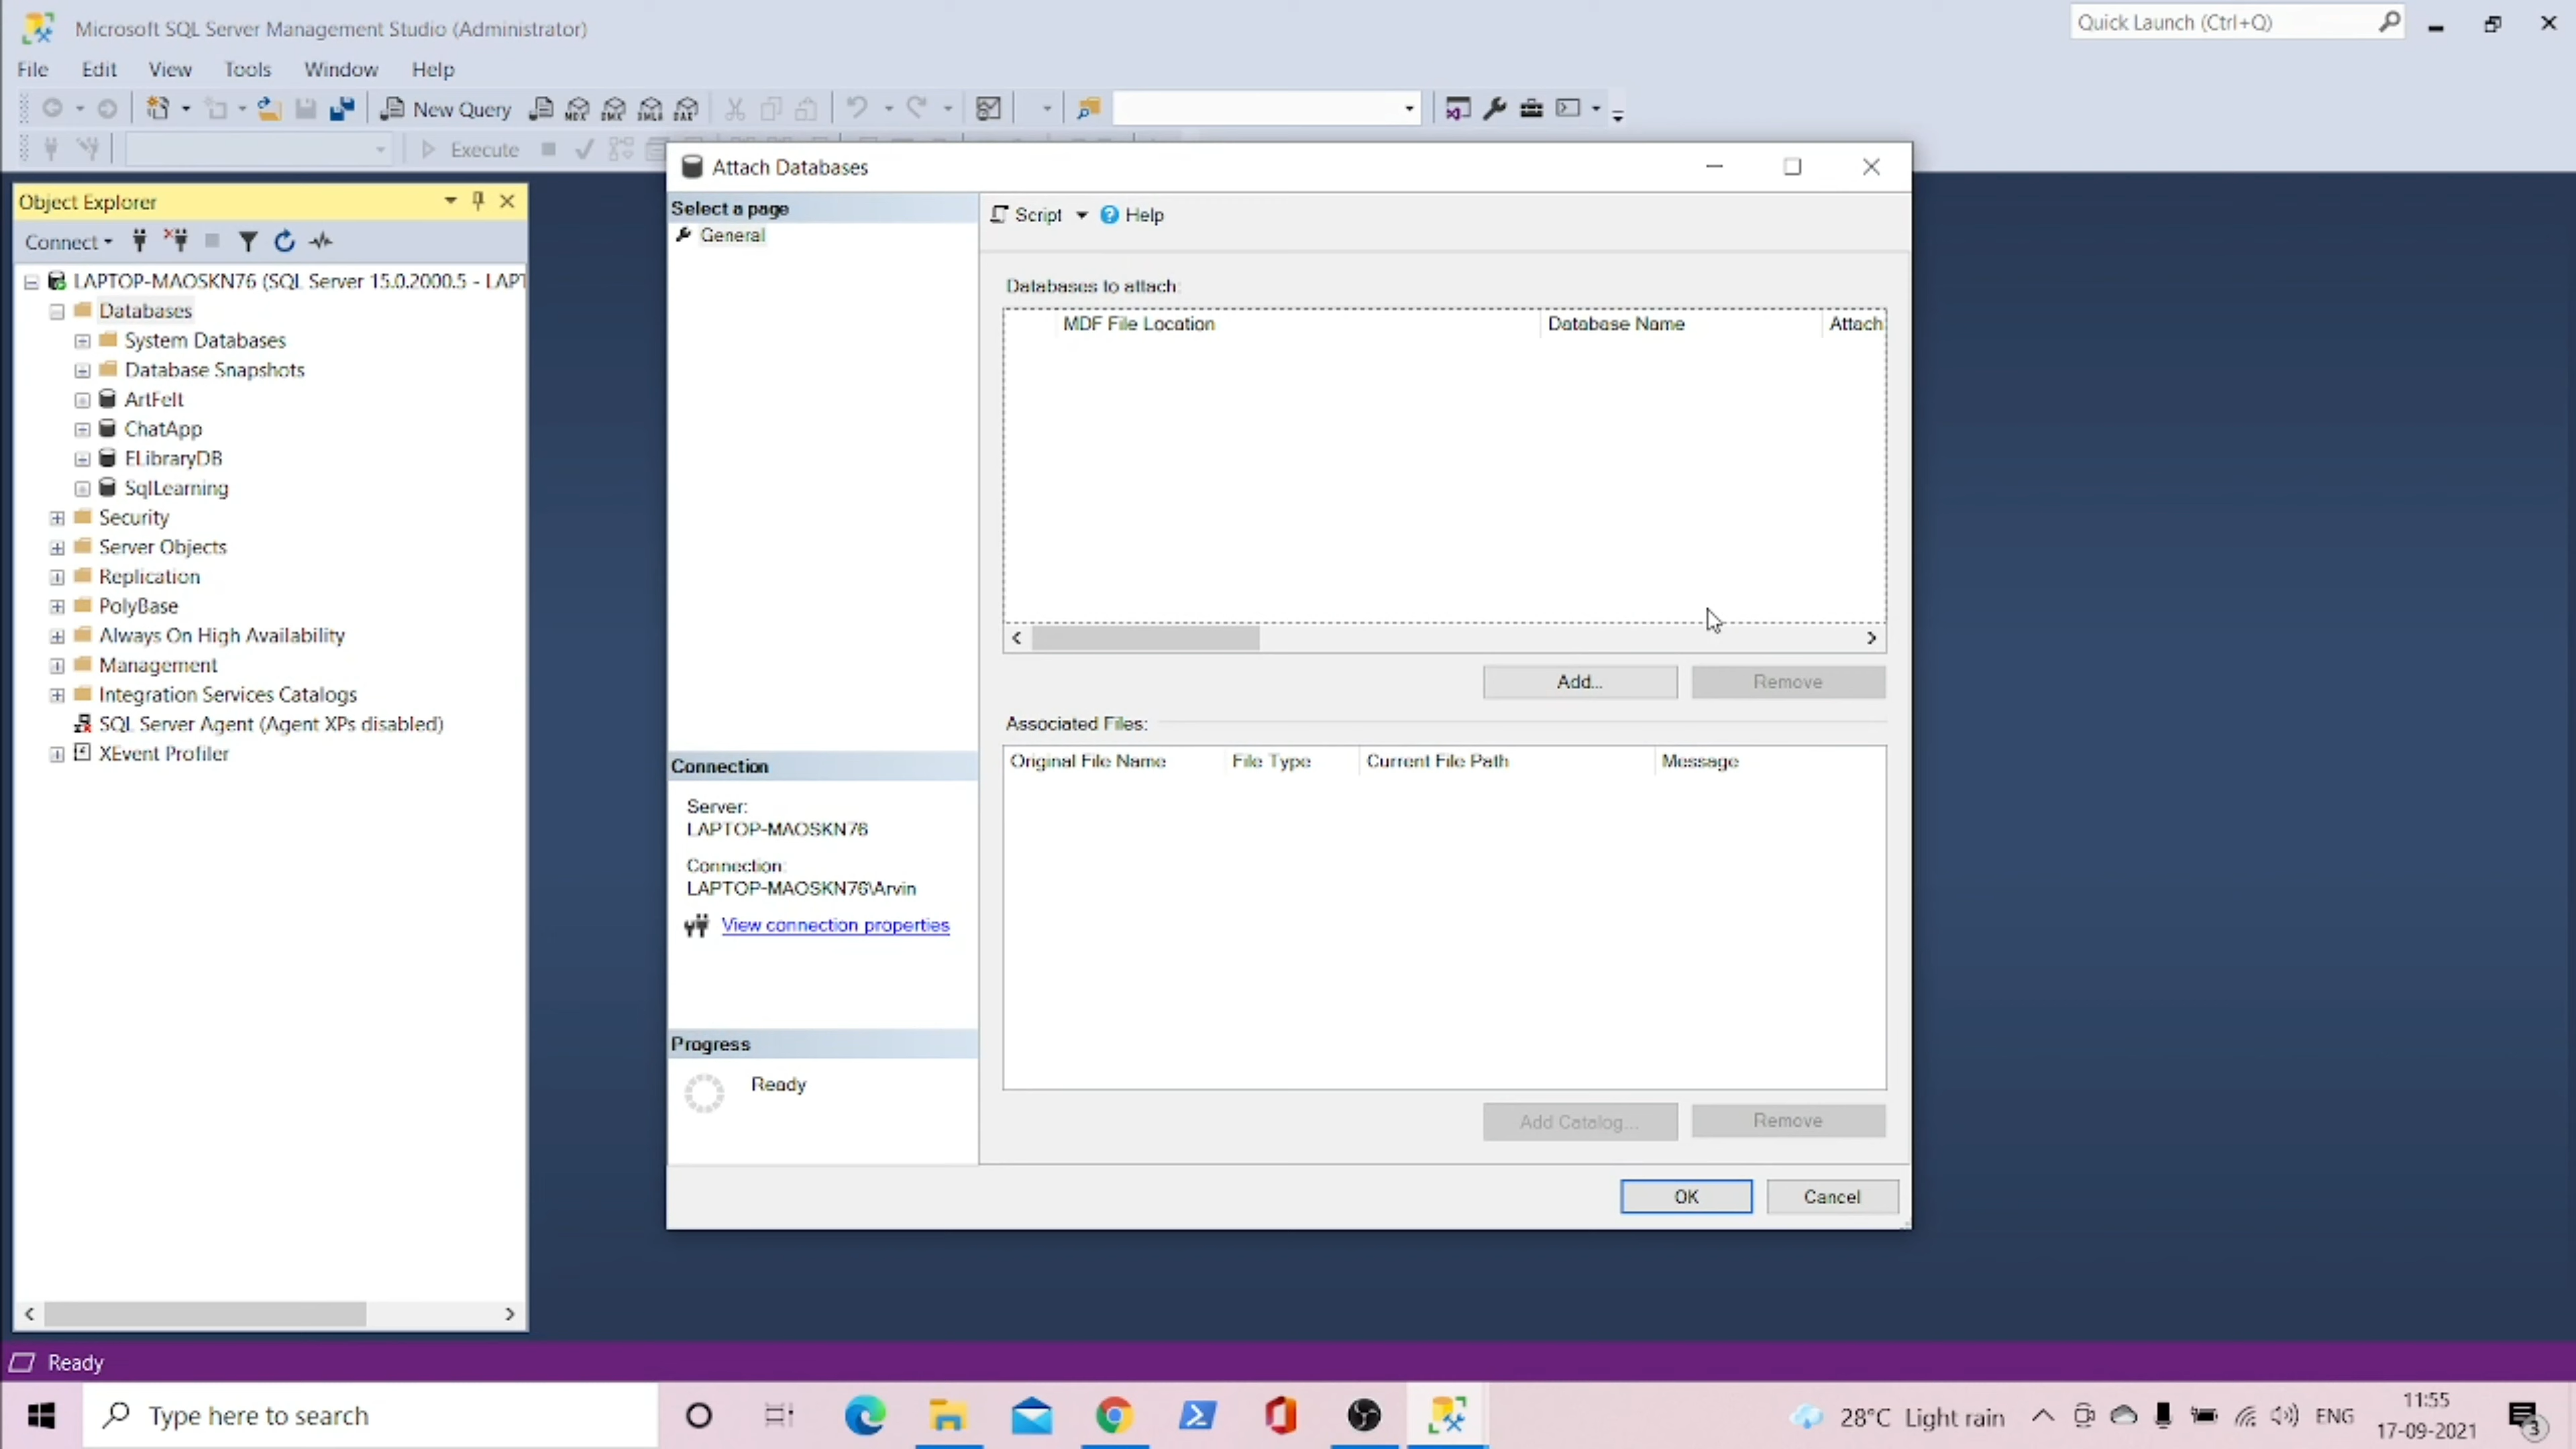 Microsoft SQL Server Management Studio (Administrator)
Quick Launch (Ctrl+Q)
File Edit View Tools Window Help
New Query
Execute
Object Explorer
Connect
LAPTOP-MAOSKN76 (SQL Server 15.0.2000.5 - LAPT
Databases
System Databases
Database Snapshots
ArtFelt
ChatApp
ELibraryDB
SqlLearning
Security
Server Objects
Replication
PolyBase
Always On High Availability
Management
Integration Services Catalogs
SQL Server Agent (Agent XPs disabled)
XEvent Profiler
Attach Databases
Select a page
General
Connection
Server:
LAPTOP-MAOSKN76
Connection:
LAPTOP-MAOSKN76\Arvin
View connection properties
Progress
Ready
Script Help
Databases to attach:
MDF File Location Database Name Attach
Add... Remove
Associated Files:
Original File Name File Type Current File Path Message
Add Catalog... Remove
OK Cancel
Ready
Type here to search
28°C Light rain
ENG
11:55
17-09-2021
3